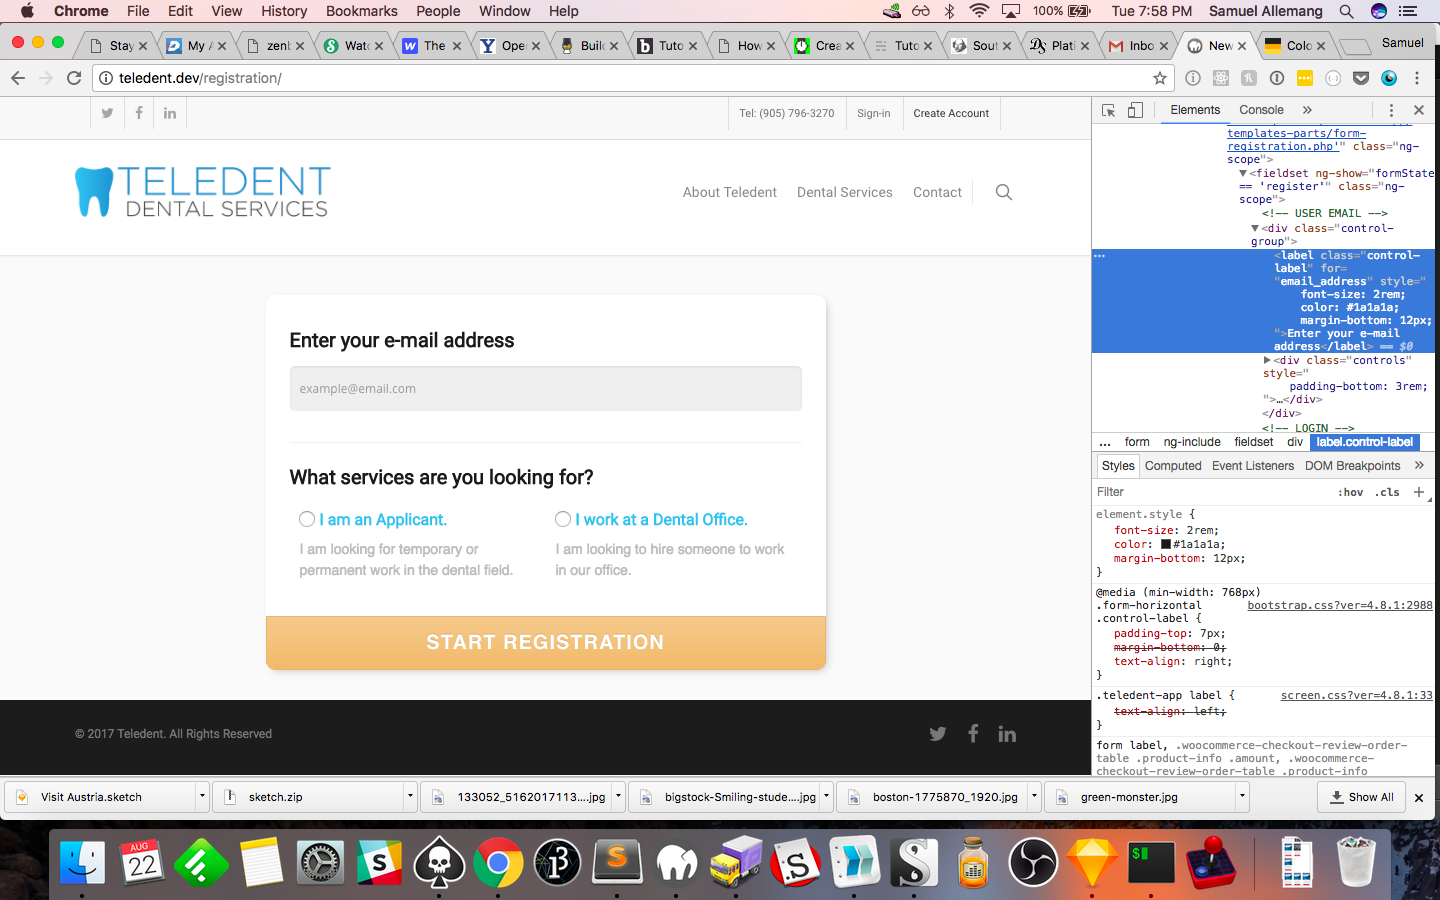 Chrome File Edit View History Bookmarks People Window Help 100% Tue 7:58 PM Samuel Allemang
Stay My A zenb Watc The Oper Build Tuto How Crea Tuto Sout Plati Inbo New Colo Samuel
teledent.dev/registration/
Tel: (905) 796-3270 Sign-in Create Account
TELEDENT
DENTAL SERVICES
About Teledent Dental Services Contact
Enter your e-mail address
example@email.com
What services are you looking for?
I am an Applicant. I work at a Dental Office.
I am looking for temporary or I am looking to hire someone to work
permanent work in the dental field. in our office.
START REGISTRATION
© 2017 Teledent. All Rights Reserved
Elements Console »
templates-parts/form-
registration.php'" class="ng-
scope">
▼<fieldset ng-show="formState
== 'register'" class="ng-
scope">
<!-- USER EMAIL -->
▼<div class="control-
group">
<label class="control-
label" for=
"email_address" style="
font-size: 2rem;
color: #1a1a1a;
margin-bottom: 12px;
">Enter your e-mail
address</label> == $0
▶<div class="controls"
style="
padding-bottom: 3rem;
">…</div>
</div>
<!-- LOGIN -->
... form ng-include fieldset div label.control-label
Styles Computed Event Listeners DOM Breakpoints »
Filter :hov .cls +
element.style {
font-size: 2rem;
color: #1a1a1a;
margin-bottom: 12px;
}
@media (min-width: 768px)
.form-horizontal bootstrap.css?ver=4.8.1:2988
.control-label {
padding-top: 7px;
margin-bottom: 0;
text-align: right;
}
.teledent-app label { screen.css?ver=4.8.1:33
text-align: left;
}
form label, .woocommerce-checkout-review-order-
table .product-info .amount, .woocommerce-
checkout-review-order-table .product-info
Visit Austria.sketch sketch.zip 133052_5162017113....jpg bigstock-Smiling-stude....jpg boston-1775870_1920.jpg green-monster.jpg Show All
AUG
22